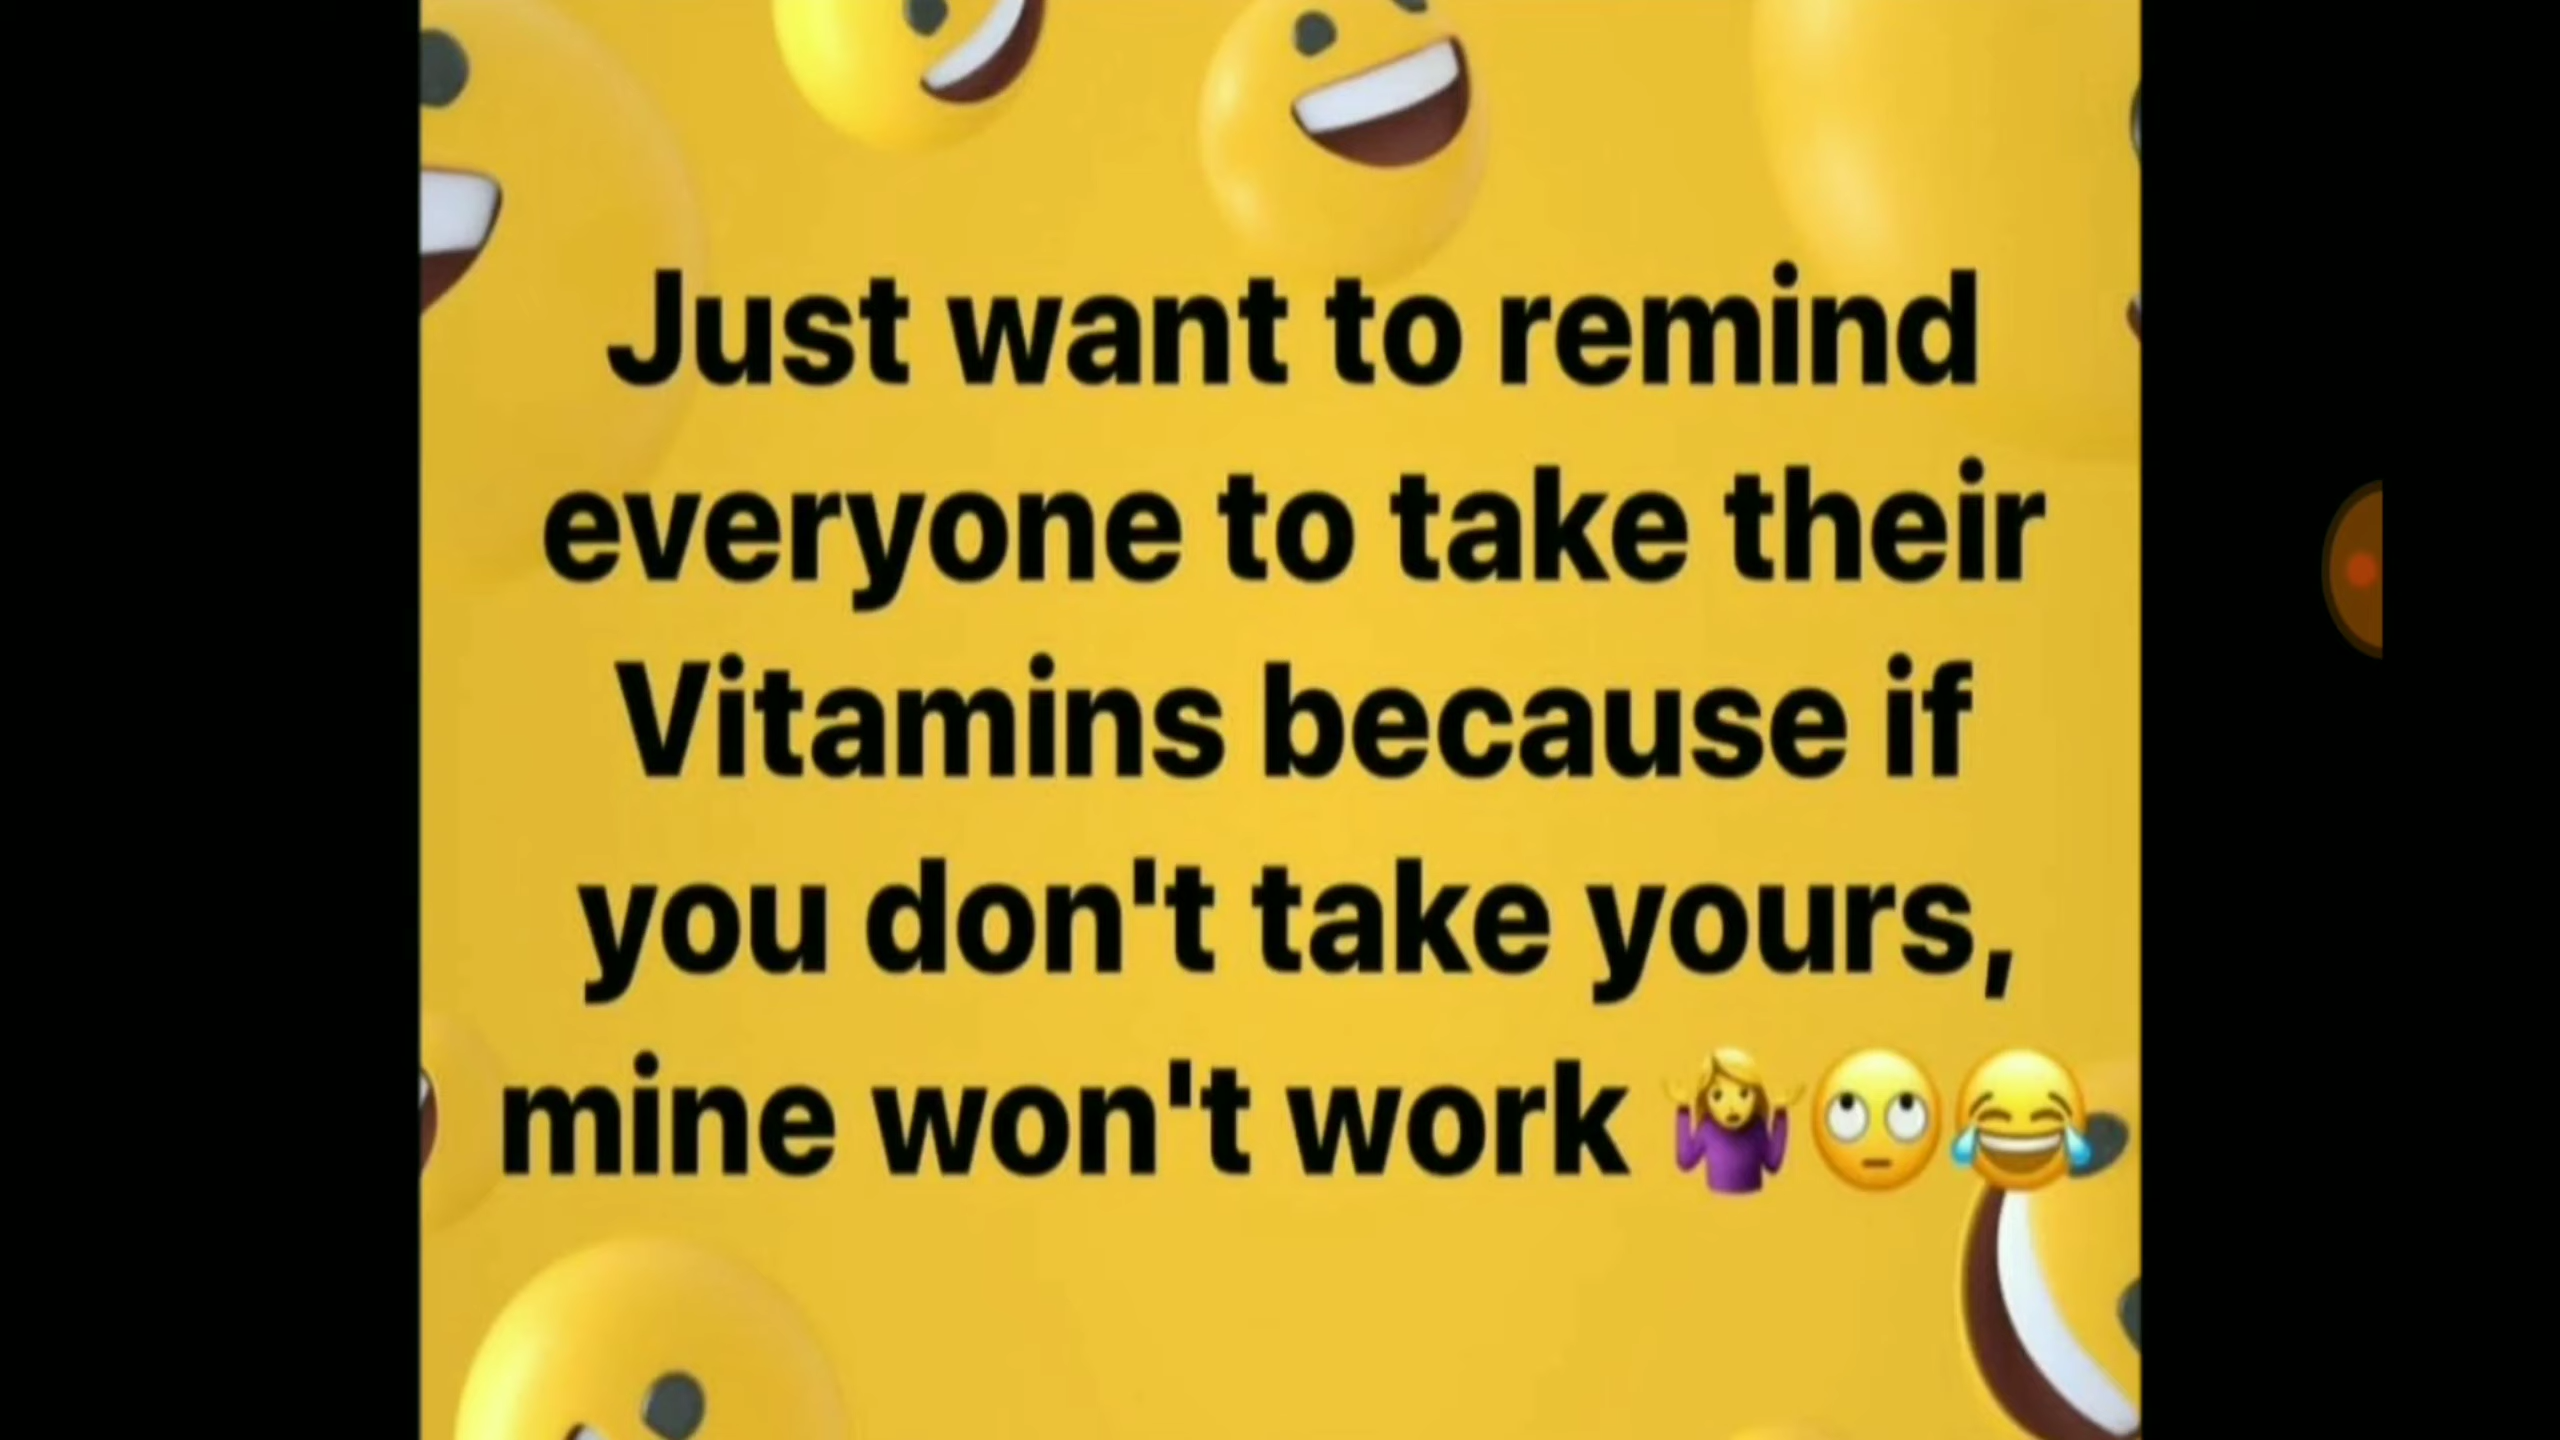 Just want to remind
everyone to take their
Vitamins because if
you don't take yours,
mine won't work 🤷‍♀️🙄😂